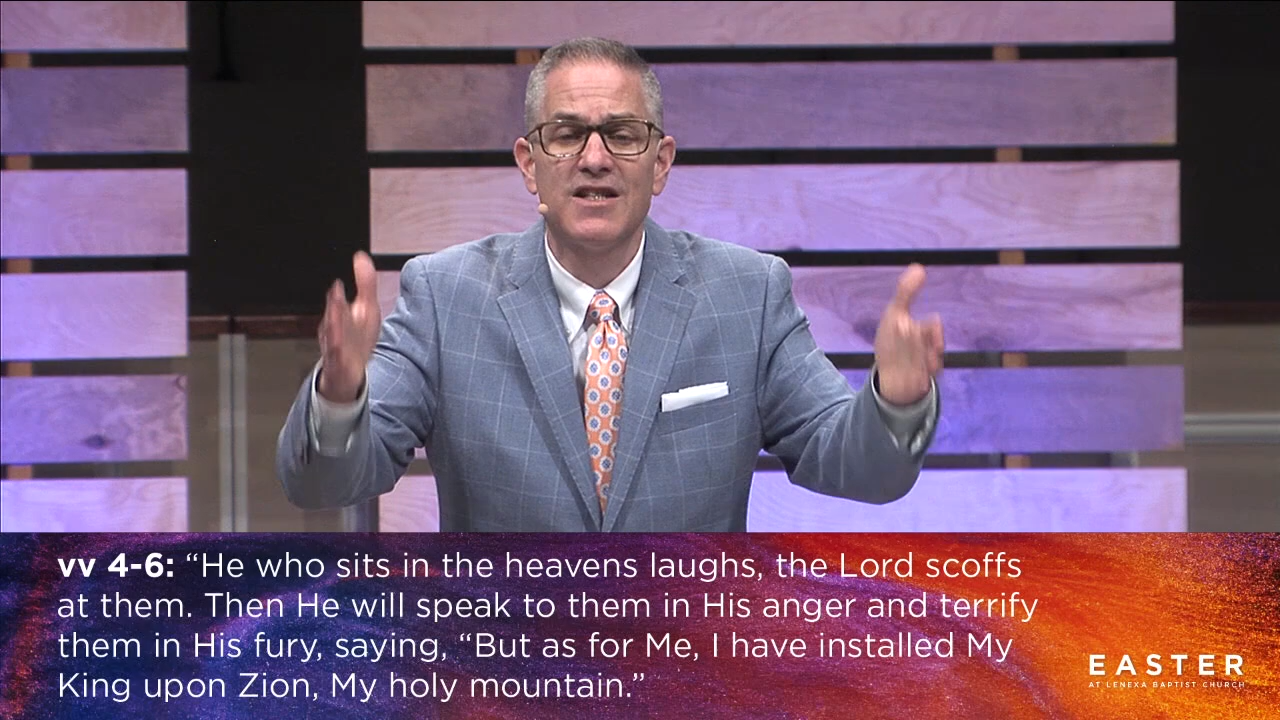 vv 4-6: “He who sits in the heavens laughs, the Lord scoffs
at them. Then He will speak to them in His anger and terrify
them in His fury, saying, “But as for Me, I have installed My
King upon Zion, My holy mountain.”
EASTER
AT LENEXA BAPTIST CHURCH